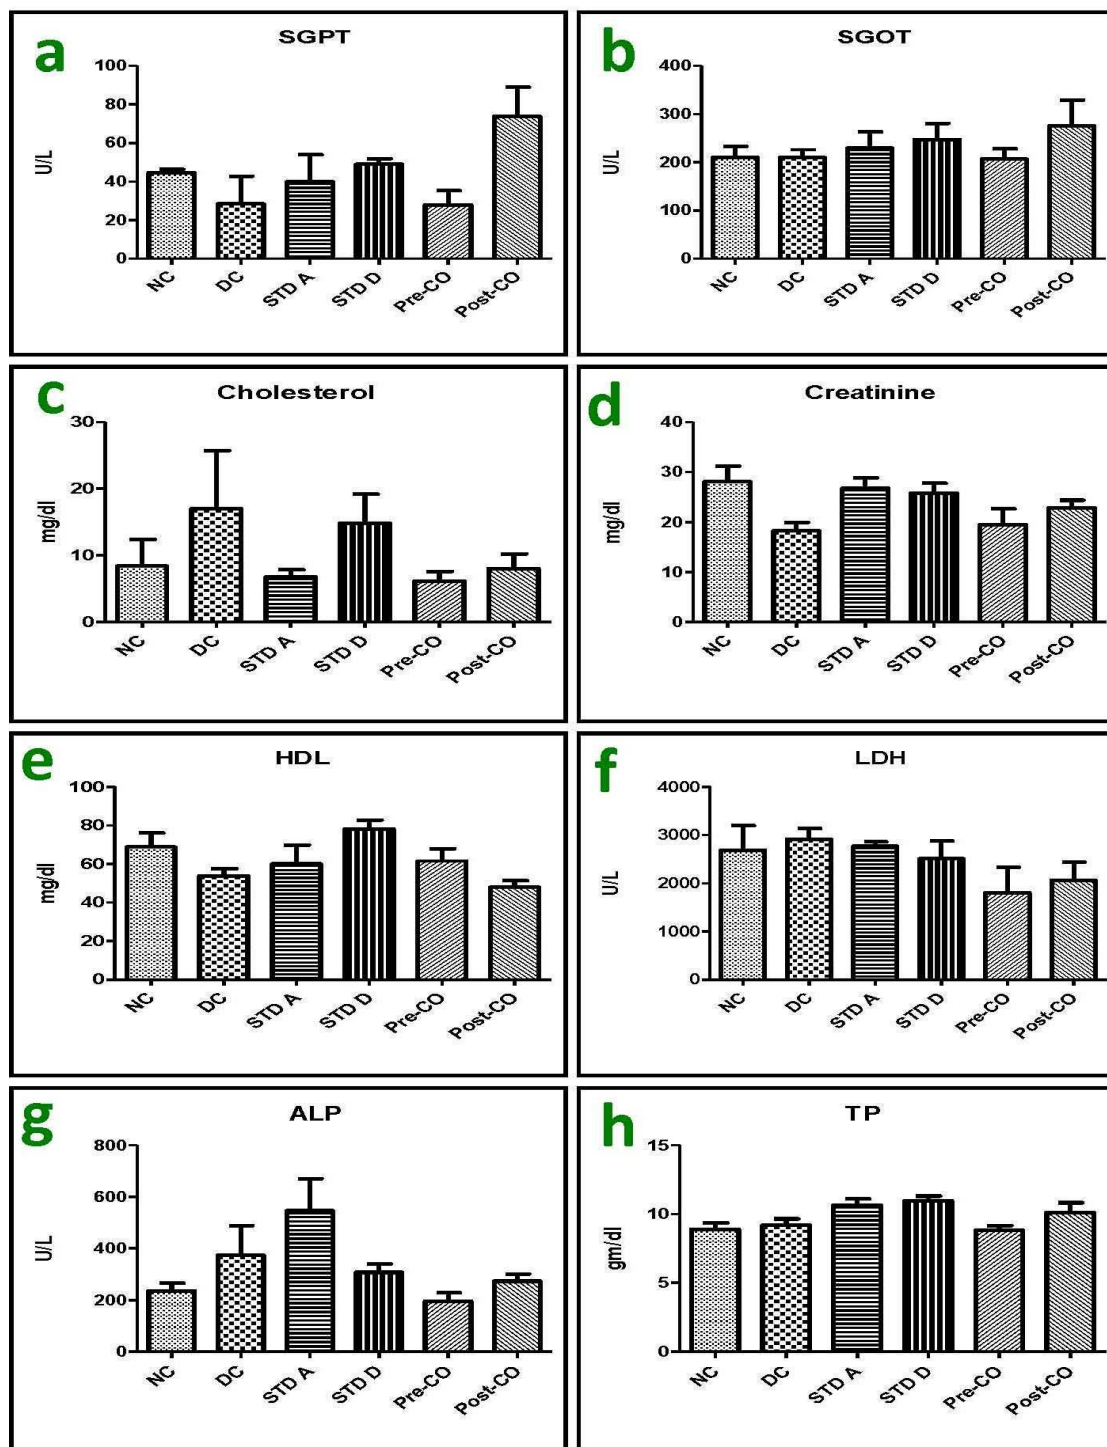 a
SGPT
100
80
60
40
20
0
U/L
NC DC STD A STD D Pre-CO Post-CO
b
SGOT
400
300
200
100
0
U/L
NC DC STD A STD D Pre-CO Post-CO
c
Cholesterol
30
20
10
0
mg/dl
NC DC STD A STD D Pre-CO Post-CO
d
Creatinine
40
30
20
10
0
mg/dl
NC DC STD A STD D Pre-CO Post-CO
e
HDL
100
80
60
40
20
0
mg/dl
NC DC STD A STD D Pre-CO Post-CO
f
LDH
4000
3000
2000
1000
0
U/L
NC DC STD A STD D Pre-CO Post-CO
g
ALP
800
600
400
200
0
U/L
NC DC STD A STD D Pre-CO Post-CO
h
TP
15
10
5
0
gm/dl
NC DC STD A STD D Pre-CO Post-CO